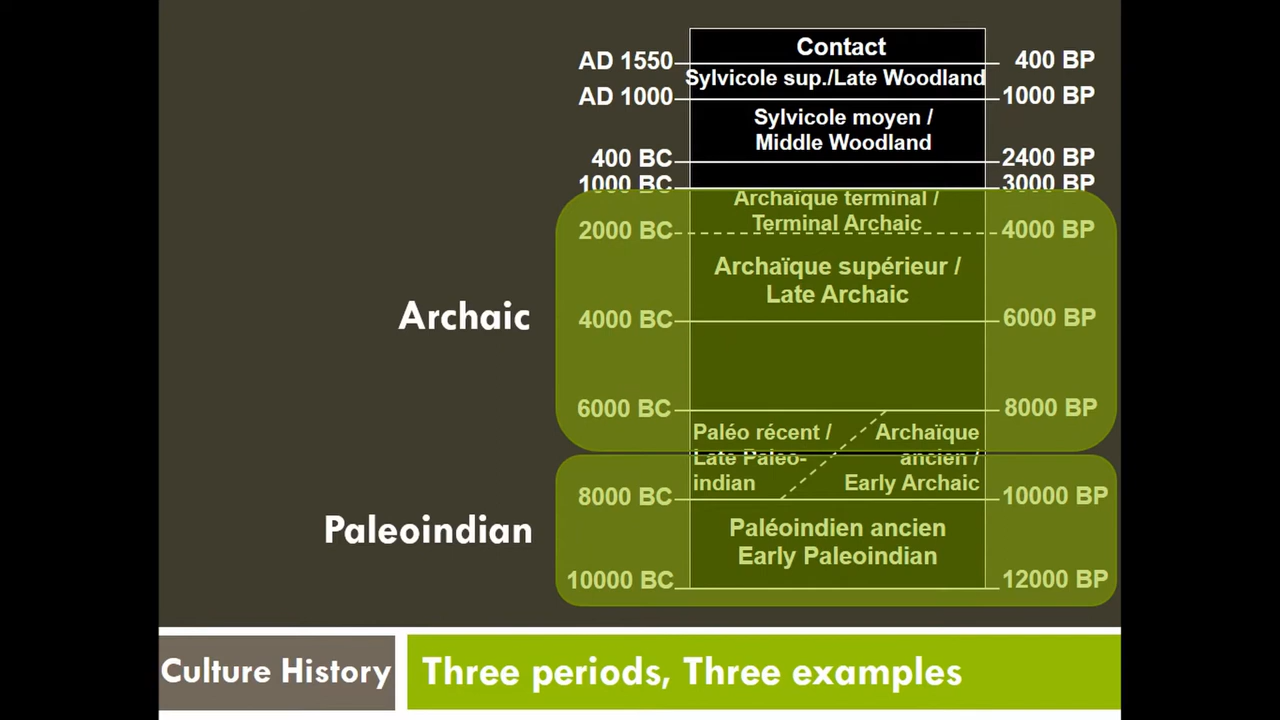 Contact
AD 1550
400 BP
Sylvicole sup./Late Woodland
AD 1000
1000 BP
Sylvicole moyen /
Middle Woodland
400 BC
2400 BP
1000 BC
3000 BP
Archaïque terminal /
Terminal Archaic
2000 BC
4000 BP
Archaïque supérieur /
Late Archaic
Archaic
4000 BC
6000 BP
6000 BC
8000 BP
Paléo récent /
Late Paleo-
indian
Archaïque
ancien /
Early Archaic
8000 BC
10000 BP
Paleoindian
Paléoindien ancien
Early Paleoindian
10000 BC
12000 BP
Culture History
Three periods, Three examples